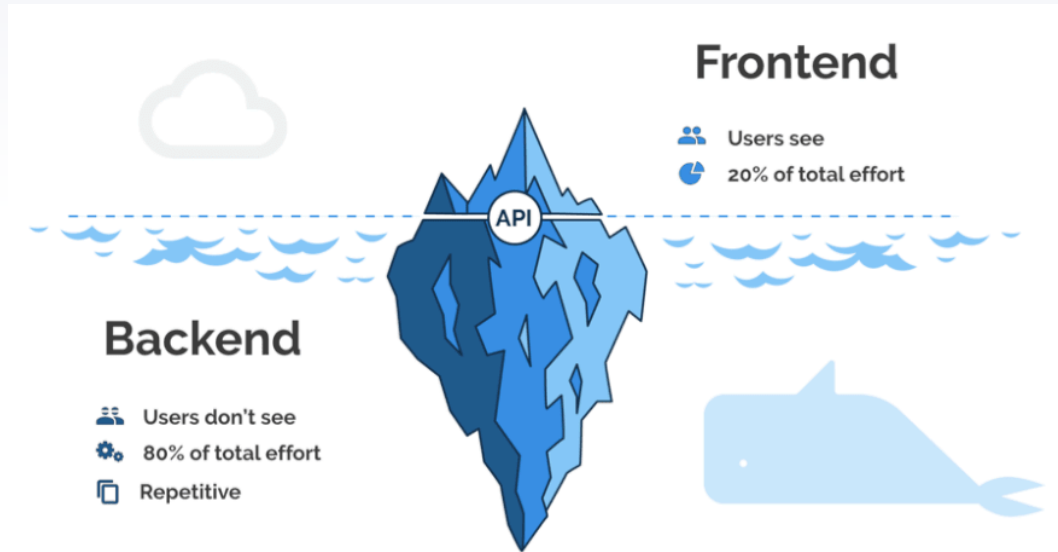 Frontend
Users see
20% of total effort
API
Backend
Users don't see
80% of total effort
Repetitive